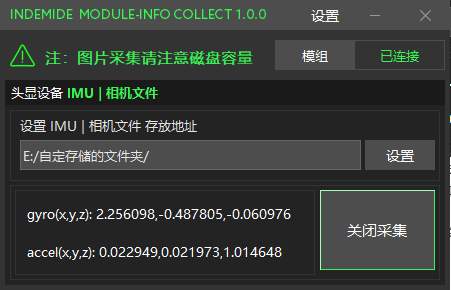 INDEMIDE MODULE-INFO COLLECT 1.0.0 设置
注: 图片采集请注意磁盘容量 模组 已连接
头显设备 IMU | 相机文件
设置 IMU | 相机文件 存放地址
E:/自定存储的文件夹/ 设置
gyro(x,y,z): 2.256098,-0.487805,-0.060976
关闭采集
accel(x,y,z): 0.022949,0.021973,1.014648